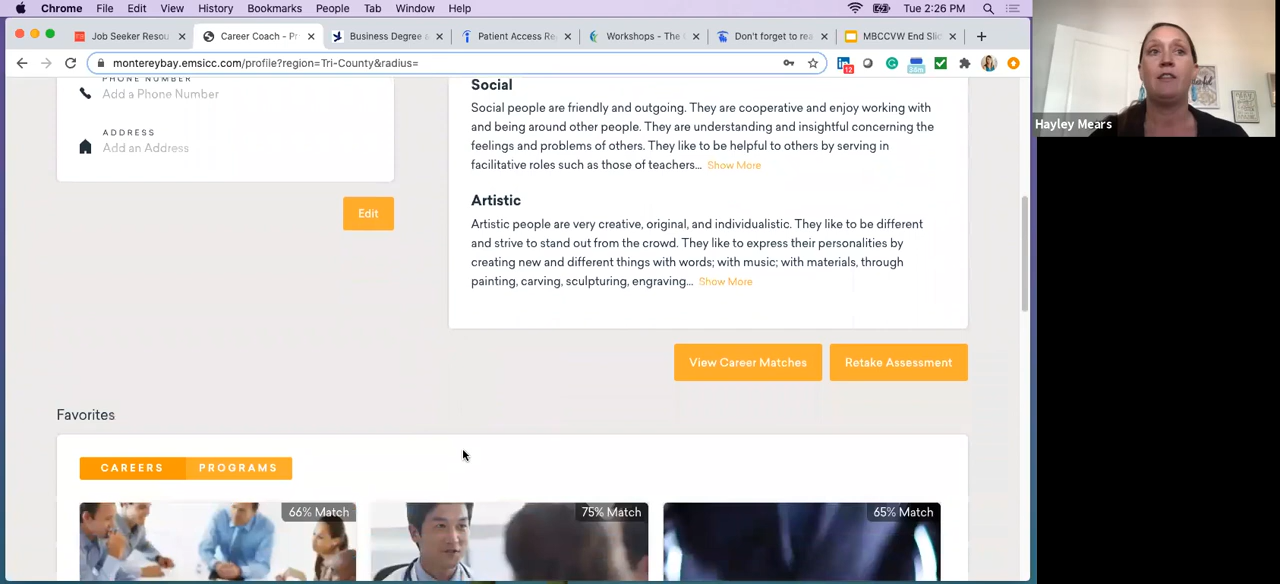 Chrome File Edit View History Bookmarks People Tab Window Help Tue 2:26 PM
Job Seeker Resou Career Coach - Pr Business Degree a Patient Access Re Workshops - The Don't forget to rea MBCCVW End Slid
montereybay.emsicc.com/profile?region=Tri-County&radius=
12
36m
Hayley Mears
PHONE NUMBER
Add a Phone Number
ADDRESS
Add an Address
Edit
Social
Social people are friendly and outgoing. They are cooperative and enjoy working with
and being around other people. They are understanding and insightful concerning the
feelings and problems of others. They like to be helpful to others by serving in
facilitative roles such as those of teachers... Show More
Artistic
Artistic people are very creative, original, and individualistic. They like to be different
and strive to stand out from the crowd. They like to express their personalities by
creating new and different things with words; with music; with materials, through
painting, carving, sculpturing, engraving... Show More
View Career Matches Retake Assessment
Favorites
CAREERS PROGRAMS
66% Match 75% Match 65% Match